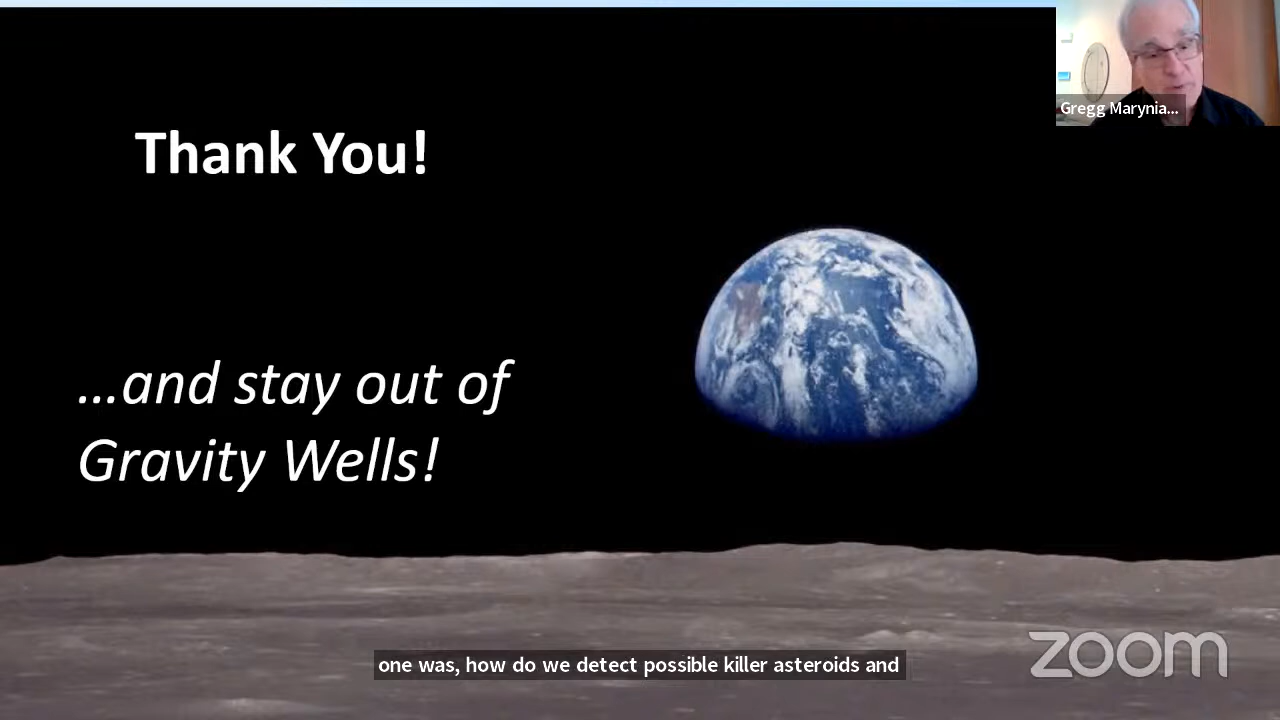 Gregg Marynia...
Thank You!
...and stay out of
Gravity Wells!
one was, how do we detect possible killer asteroids and
zoom